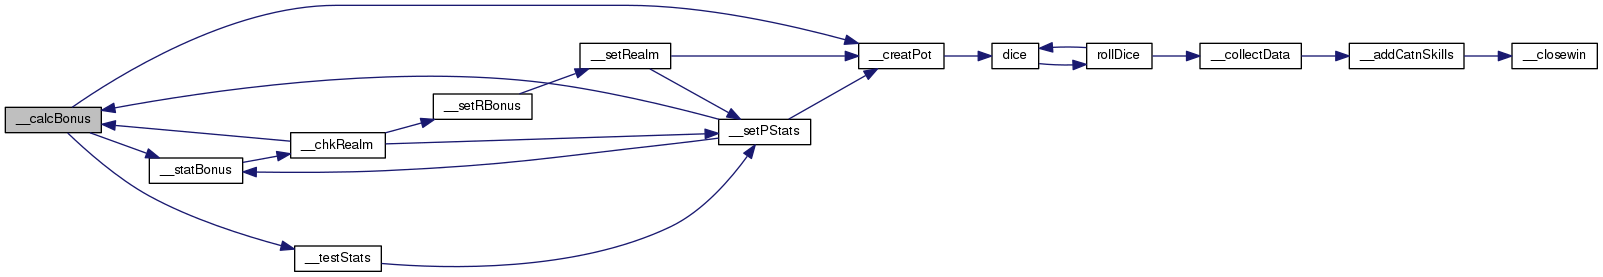 __calcBonus
__statBonus
__testStats
__chkRealm
__setRBonus
__setRealm
__setPStats
__creatPot
dice
rollDice
__collectData
__addCatnSkills
__closewin